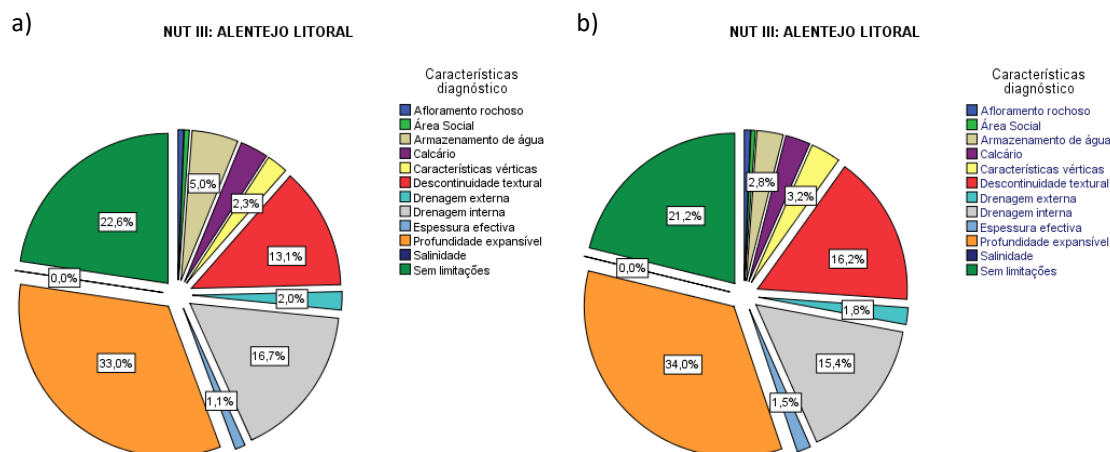 a)
NUT III: ALENTEJO LITORAL
Características
diagnóstico
Afloramento rochoso
Área Social
Armazenamento de água
Calcário
Características vérticas
Descontinuidade textural
Drenagem externa
Drenagem interna
Espessura efectiva
Profundidade expansível
Salinidade
Sem limitações
5,0%
2,3%
22,6%
13,1%
0,0%
2,0%
33,0%
16,7%
1,1%
b)
NUT III: ALENTEJO LITORAL
Características
diagnóstico
Afloramento rochoso
Área Social
Armazenamento de água
Calcário
Características vérticas
Descontinuidade textural
Drenagem externa
Drenagem interna
Espessura efectiva
Profundidade expansível
Salinidade
Sem limitações
2,8%
3,2%
21,2%
16,2%
0,0%
1,8%
34,0%
15,4%
1,5%